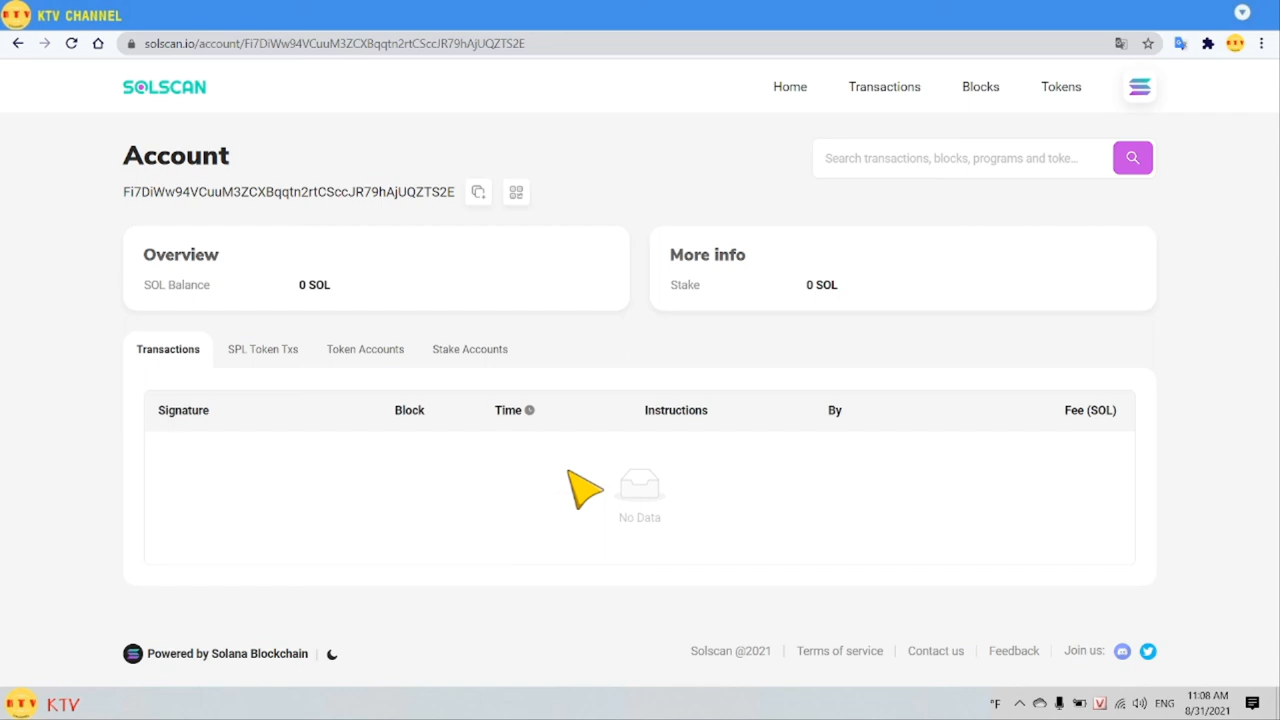 KTV KTV CHANNEL
solscan.io/account/Fi7DiWw94VCuuM3ZCXBqqtn2rtCSccJR79hAjUQZTS2E
SOLSCAN
Home Transactions Blocks Tokens
Account
Search transactions, blocks, programs and toke...
Fi7DiWw94VCuuM3ZCXBqqtn2rtCSccJR79hAjUQZTS2E
Overview
SOL Balance 0 SOL
More info
Stake 0 SOL
Transactions SPL Token Txs Token Accounts Stake Accounts
Signature Block Time Instructions By Fee (SOL)
No Data
Powered by Solana Blockchain
Solscan @2021 Terms of service Contact us Feedback Join us:
KTV KTV
°F V ENG 11:08 AM
8/31/2021